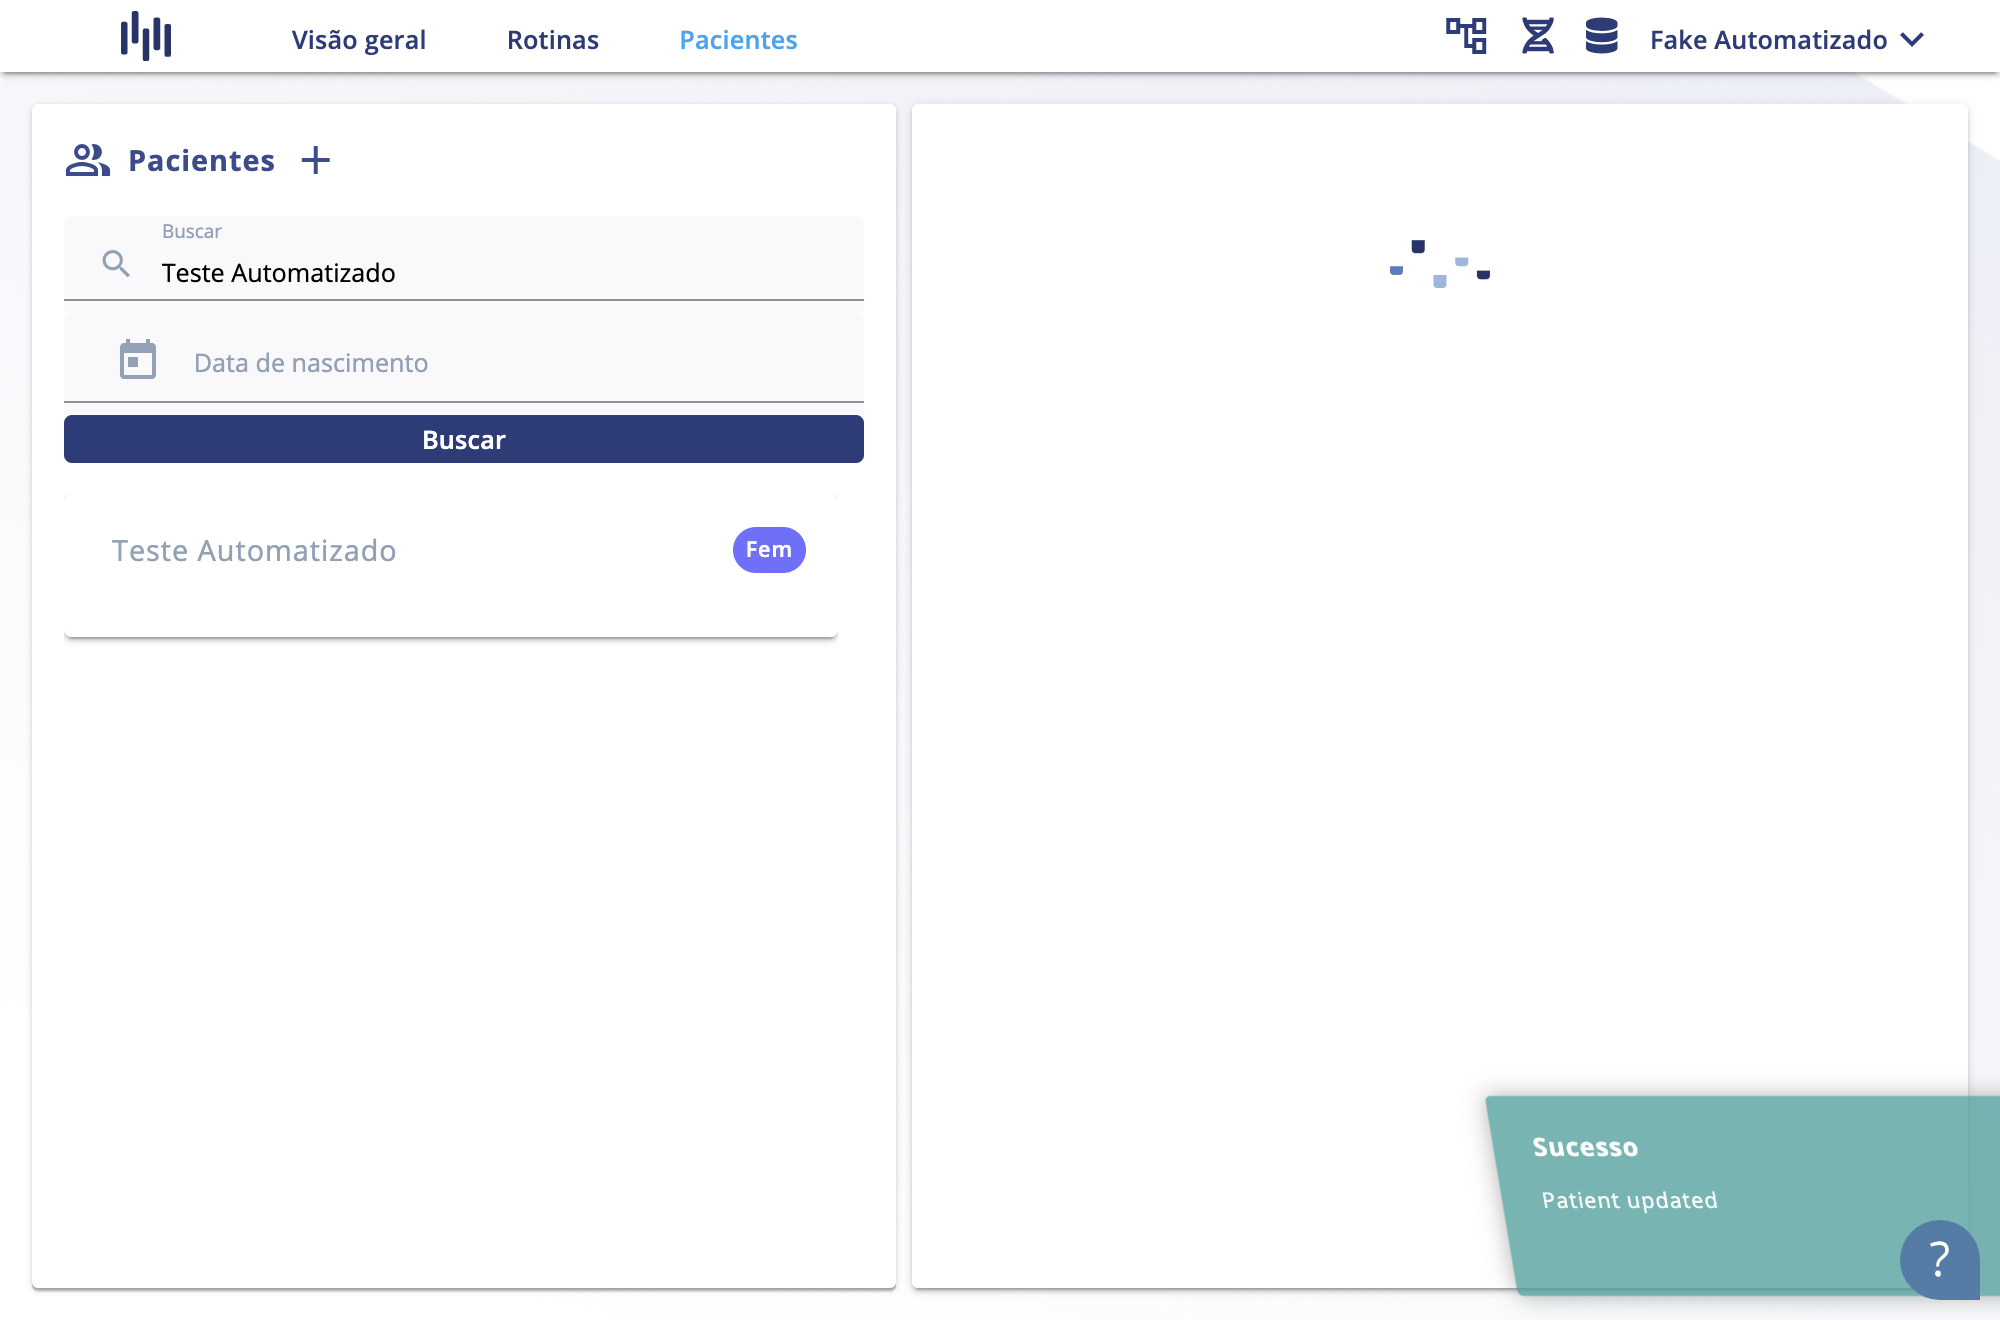 Visão geral
Rotinas
Pacientes
Fake Automatizado
Pacientes
Buscar
Teste Automatizado
Data de nascimento
Buscar
Teste Automatizado
Fem
Sucesso
Patient updated
?